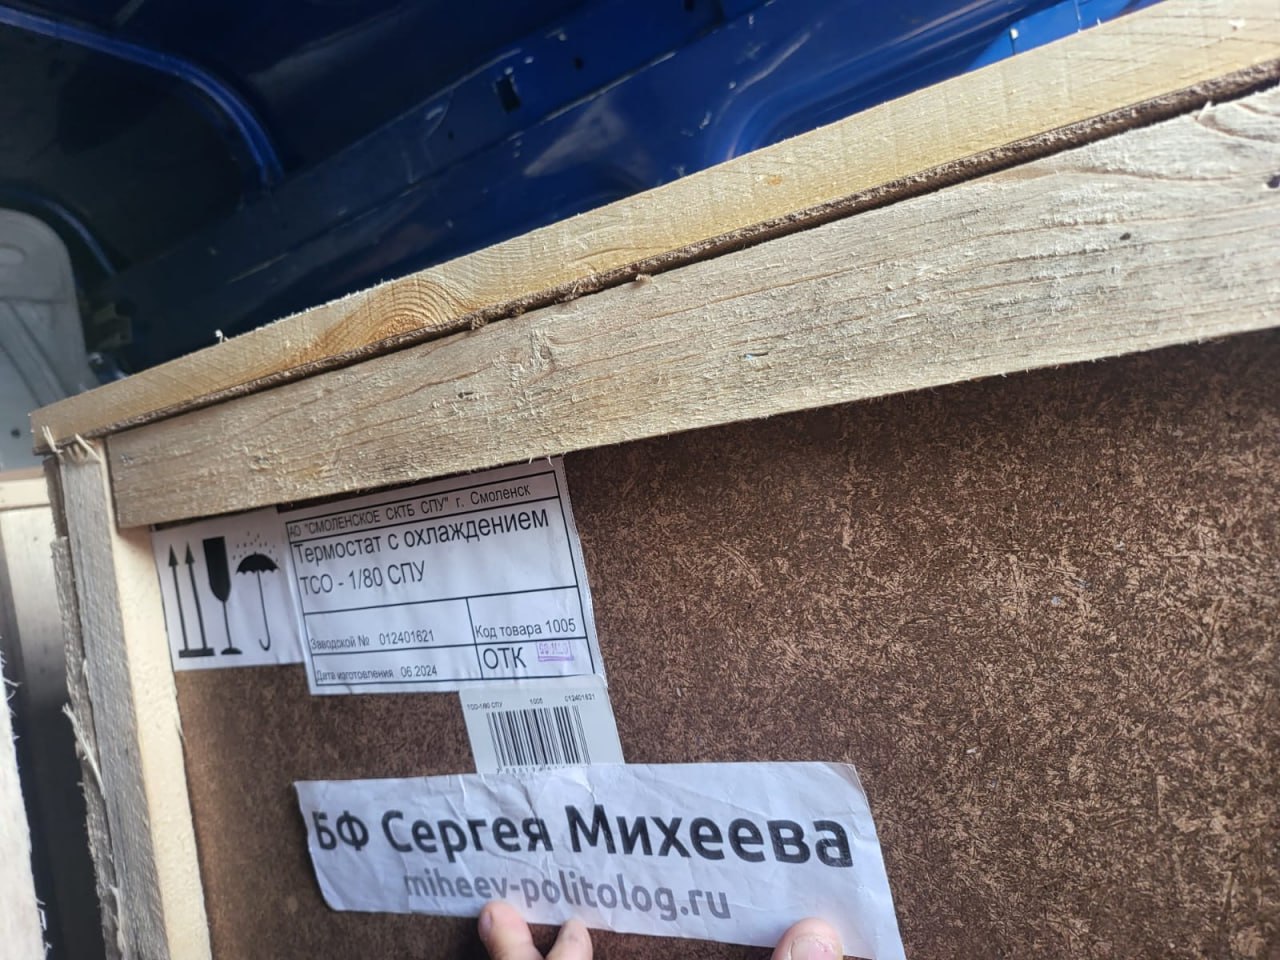 АО "СМОЛЕНСКОЕ СКТБ СПУ" г. Смоленск
Термостат с охлаждением
ТСО - 1/80 СПУ
Заводской № 012401621
Код товара 1005
Дата изготовления 06.2024
ОТК
ТСО-1/80 СПУ 1005 012401621
БФ Сергея Михеева
miheev-politolog.ru